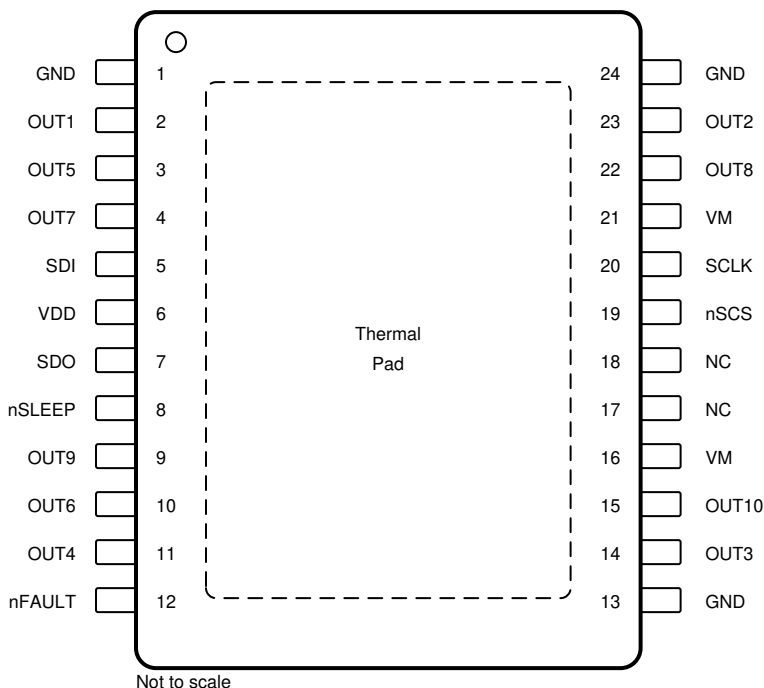 GND 1 24 GND
OUT1 2 23 OUT2
OUT5 3 22 OUT8
OUT7 4 21 VM
SDI 5 20 SCLK
VDD 6 19 nSCS
Thermal
SDO 7 18 NC
Pad
nSLEEP 8 17 NC
OUT9 9 16 VM
OUT6 10 15 OUT10
OUT4 11 14 OUT3
nFAULT 12 13 GND
Not to scale